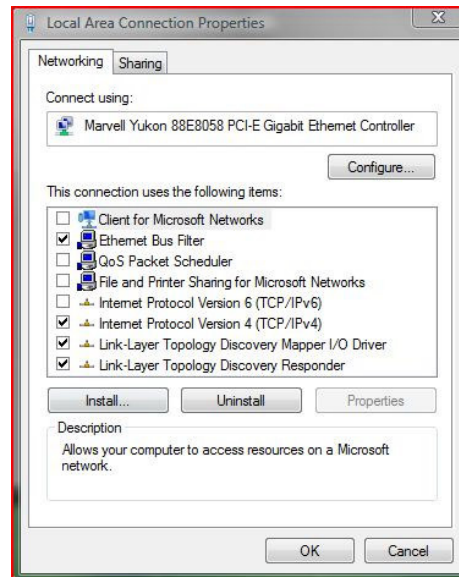 Local Area Connection Properties
Networking
Sharing
Connect using:
Marvell Yukon 88E8058 PCI-E Gigabit Ethernet Controller
Configure...
This connection uses the following items:
Client for Microsoft Networks
Ethernet Bus Filter
QoS Packet Scheduler
File and Printer Sharing for Microsoft Networks
Internet Protocol Version 6 (TCP/IPv6)
Internet Protocol Version 4 (TCP/IPv4)
Link-Layer Topology Discovery Mapper I/O Driver
Link-Layer Topology Discovery Responder
Install...
Uninstall
Properties
Description
Allows your computer to access resources on a Microsoft
network.
OK
Cancel